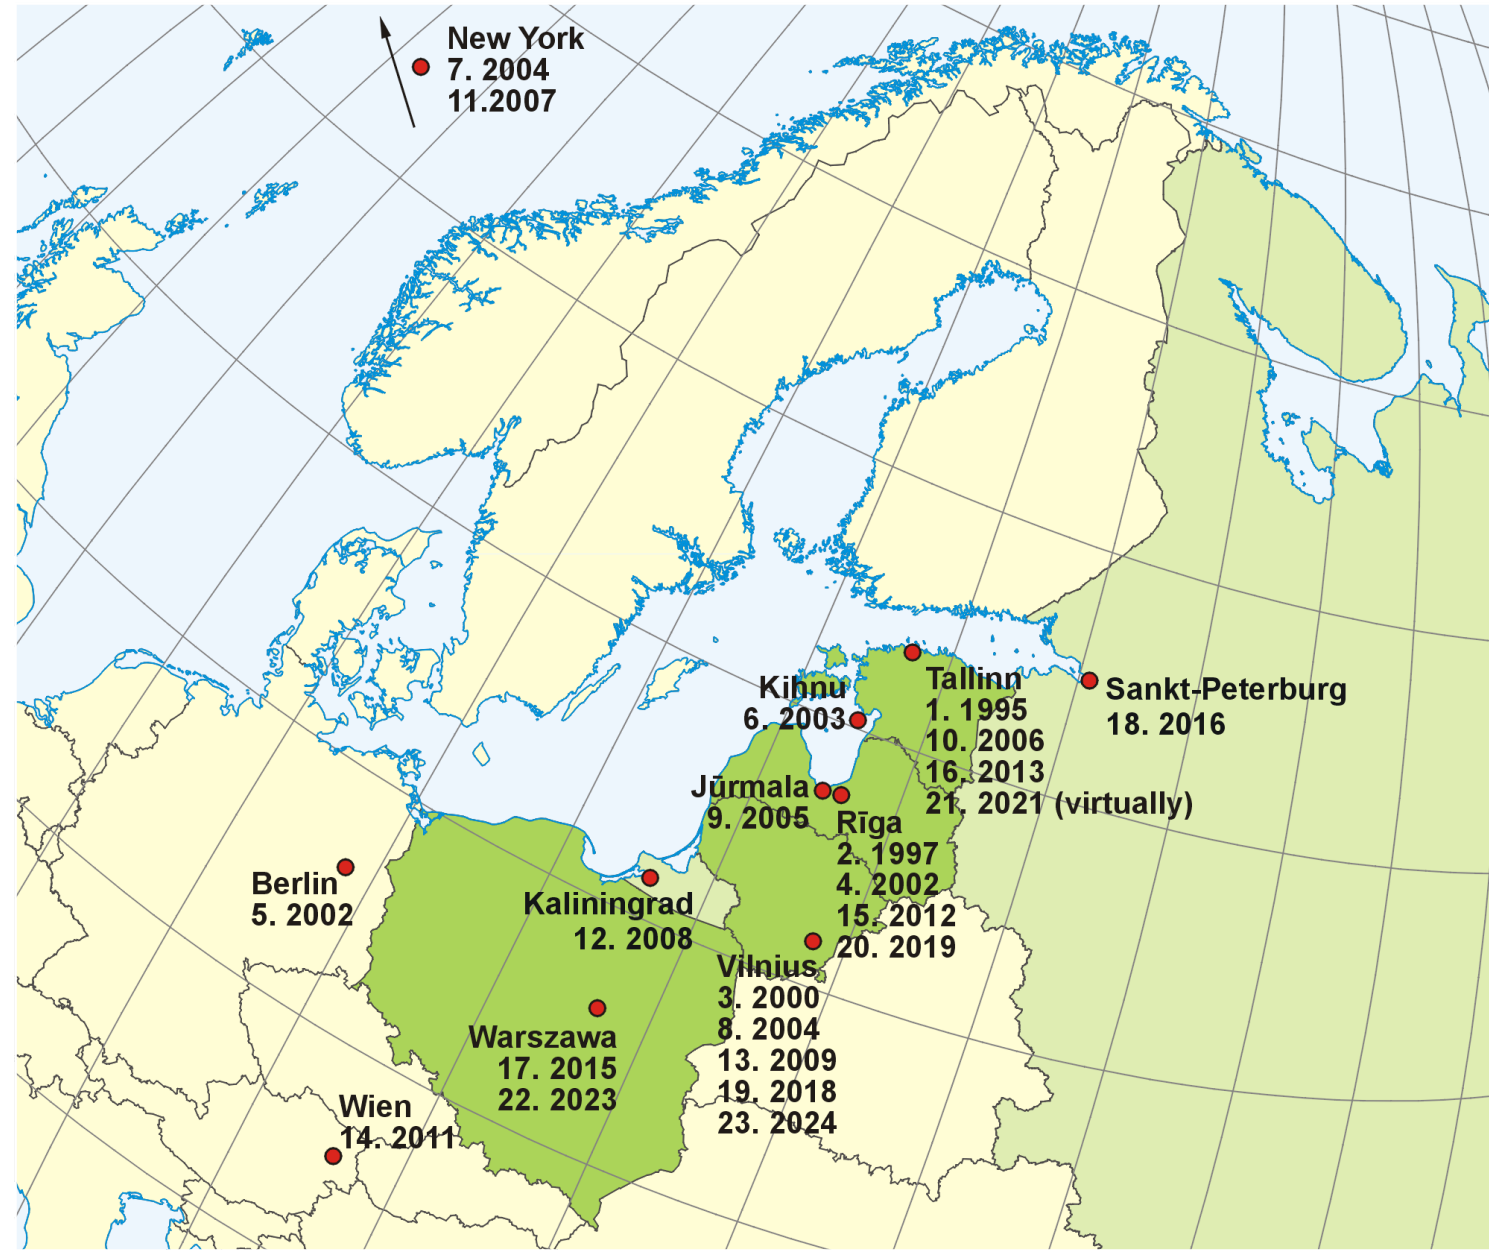 New York
7. 2004
11.2007
Kihnu
6. 2003
Tallinn
1. 1995
10. 2006
16. 2013
21. 2021 (virtually)
Sankt-Peterburg
18. 2016
Jūrmala
9. 2005
Rīga
2. 1997
4. 2002
15. 2012
20. 2019
Berlin
5. 2002
Kaliningrad
12. 2008
Vilnius
3. 2000
8. 2004
13. 2009
19. 2018
23. 2024
Warszawa
17. 2015
22. 2023
Wien
14. 2011